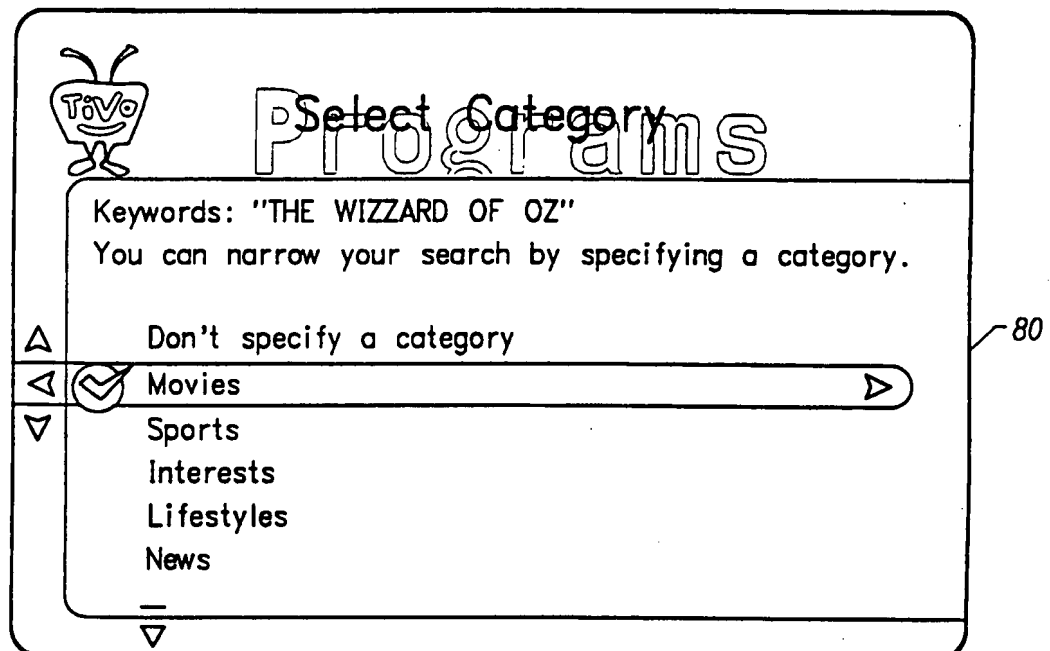 TiVo
Programs
Select Category
Keywords: "THE WIZZARD OF OZ"
You can narrow your search by specifying a category.
Don't specify a category
80
Movies
Sports
Interests
Lifestyles
News